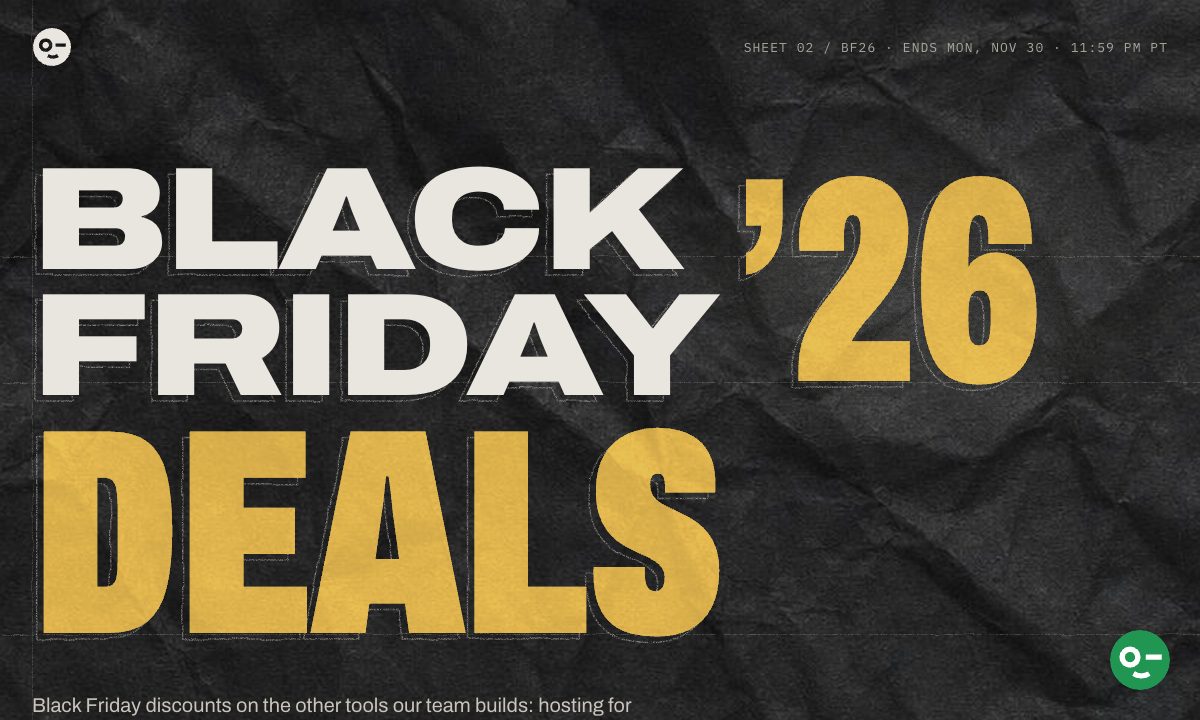 SHEET 02 / BF26 · ENDS MON, NOV 30 · 11:59 PM PT
BLACK
FRIDAY
’26
DEALS
Black Friday discounts on the other tools our team builds: hosting for